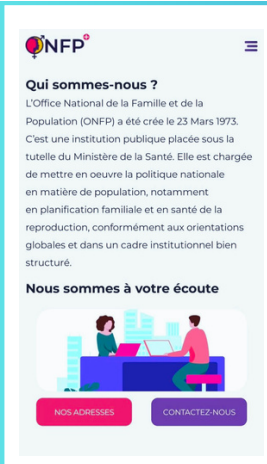 ONFP+
Qui sommes-nous ?
L'Office National de la Famille et de la
Population (ONFP) a été crée le 23 Mars 1973.
C'est une institution publique placée sous la
tutelle du Ministère de la Santé. Elle est chargée
de mettre en oeuvre la politique nationale
en matière de population, notamment
en planification familiale et en santé de la
reproduction, conformément aux orientations
globales et dans un cadre institutionnel bien
structuré.
Nous sommes à votre écoute
NOS ADRESSES
CONTACTEZ-NOUS